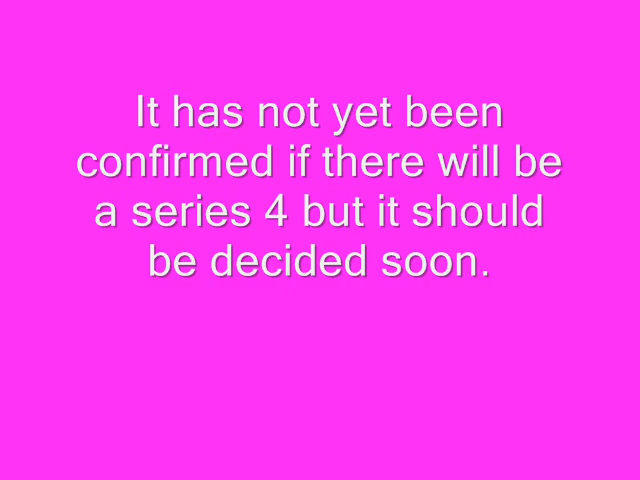 It has not yet been
confirmed if there will be
a series 4 but it should
be decided soon.